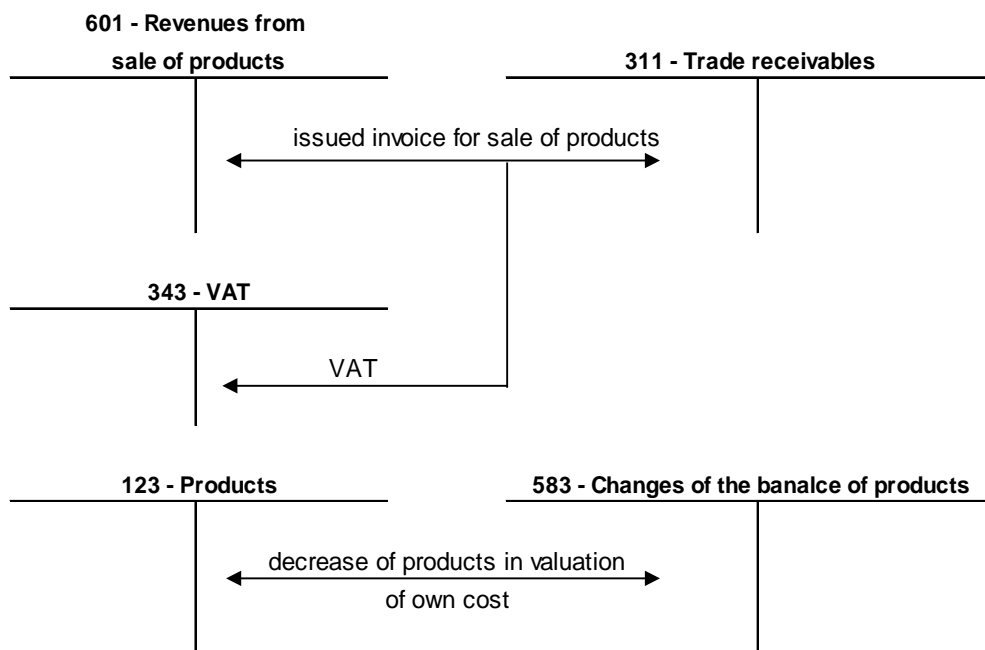 601 - Revenues from
sale of products
311 - Trade receivables
issued invoice for sale of products
343 - VAT
VAT
123 - Products
583 - Changes of the banalce of products
decrease of products in valuation
of own cost